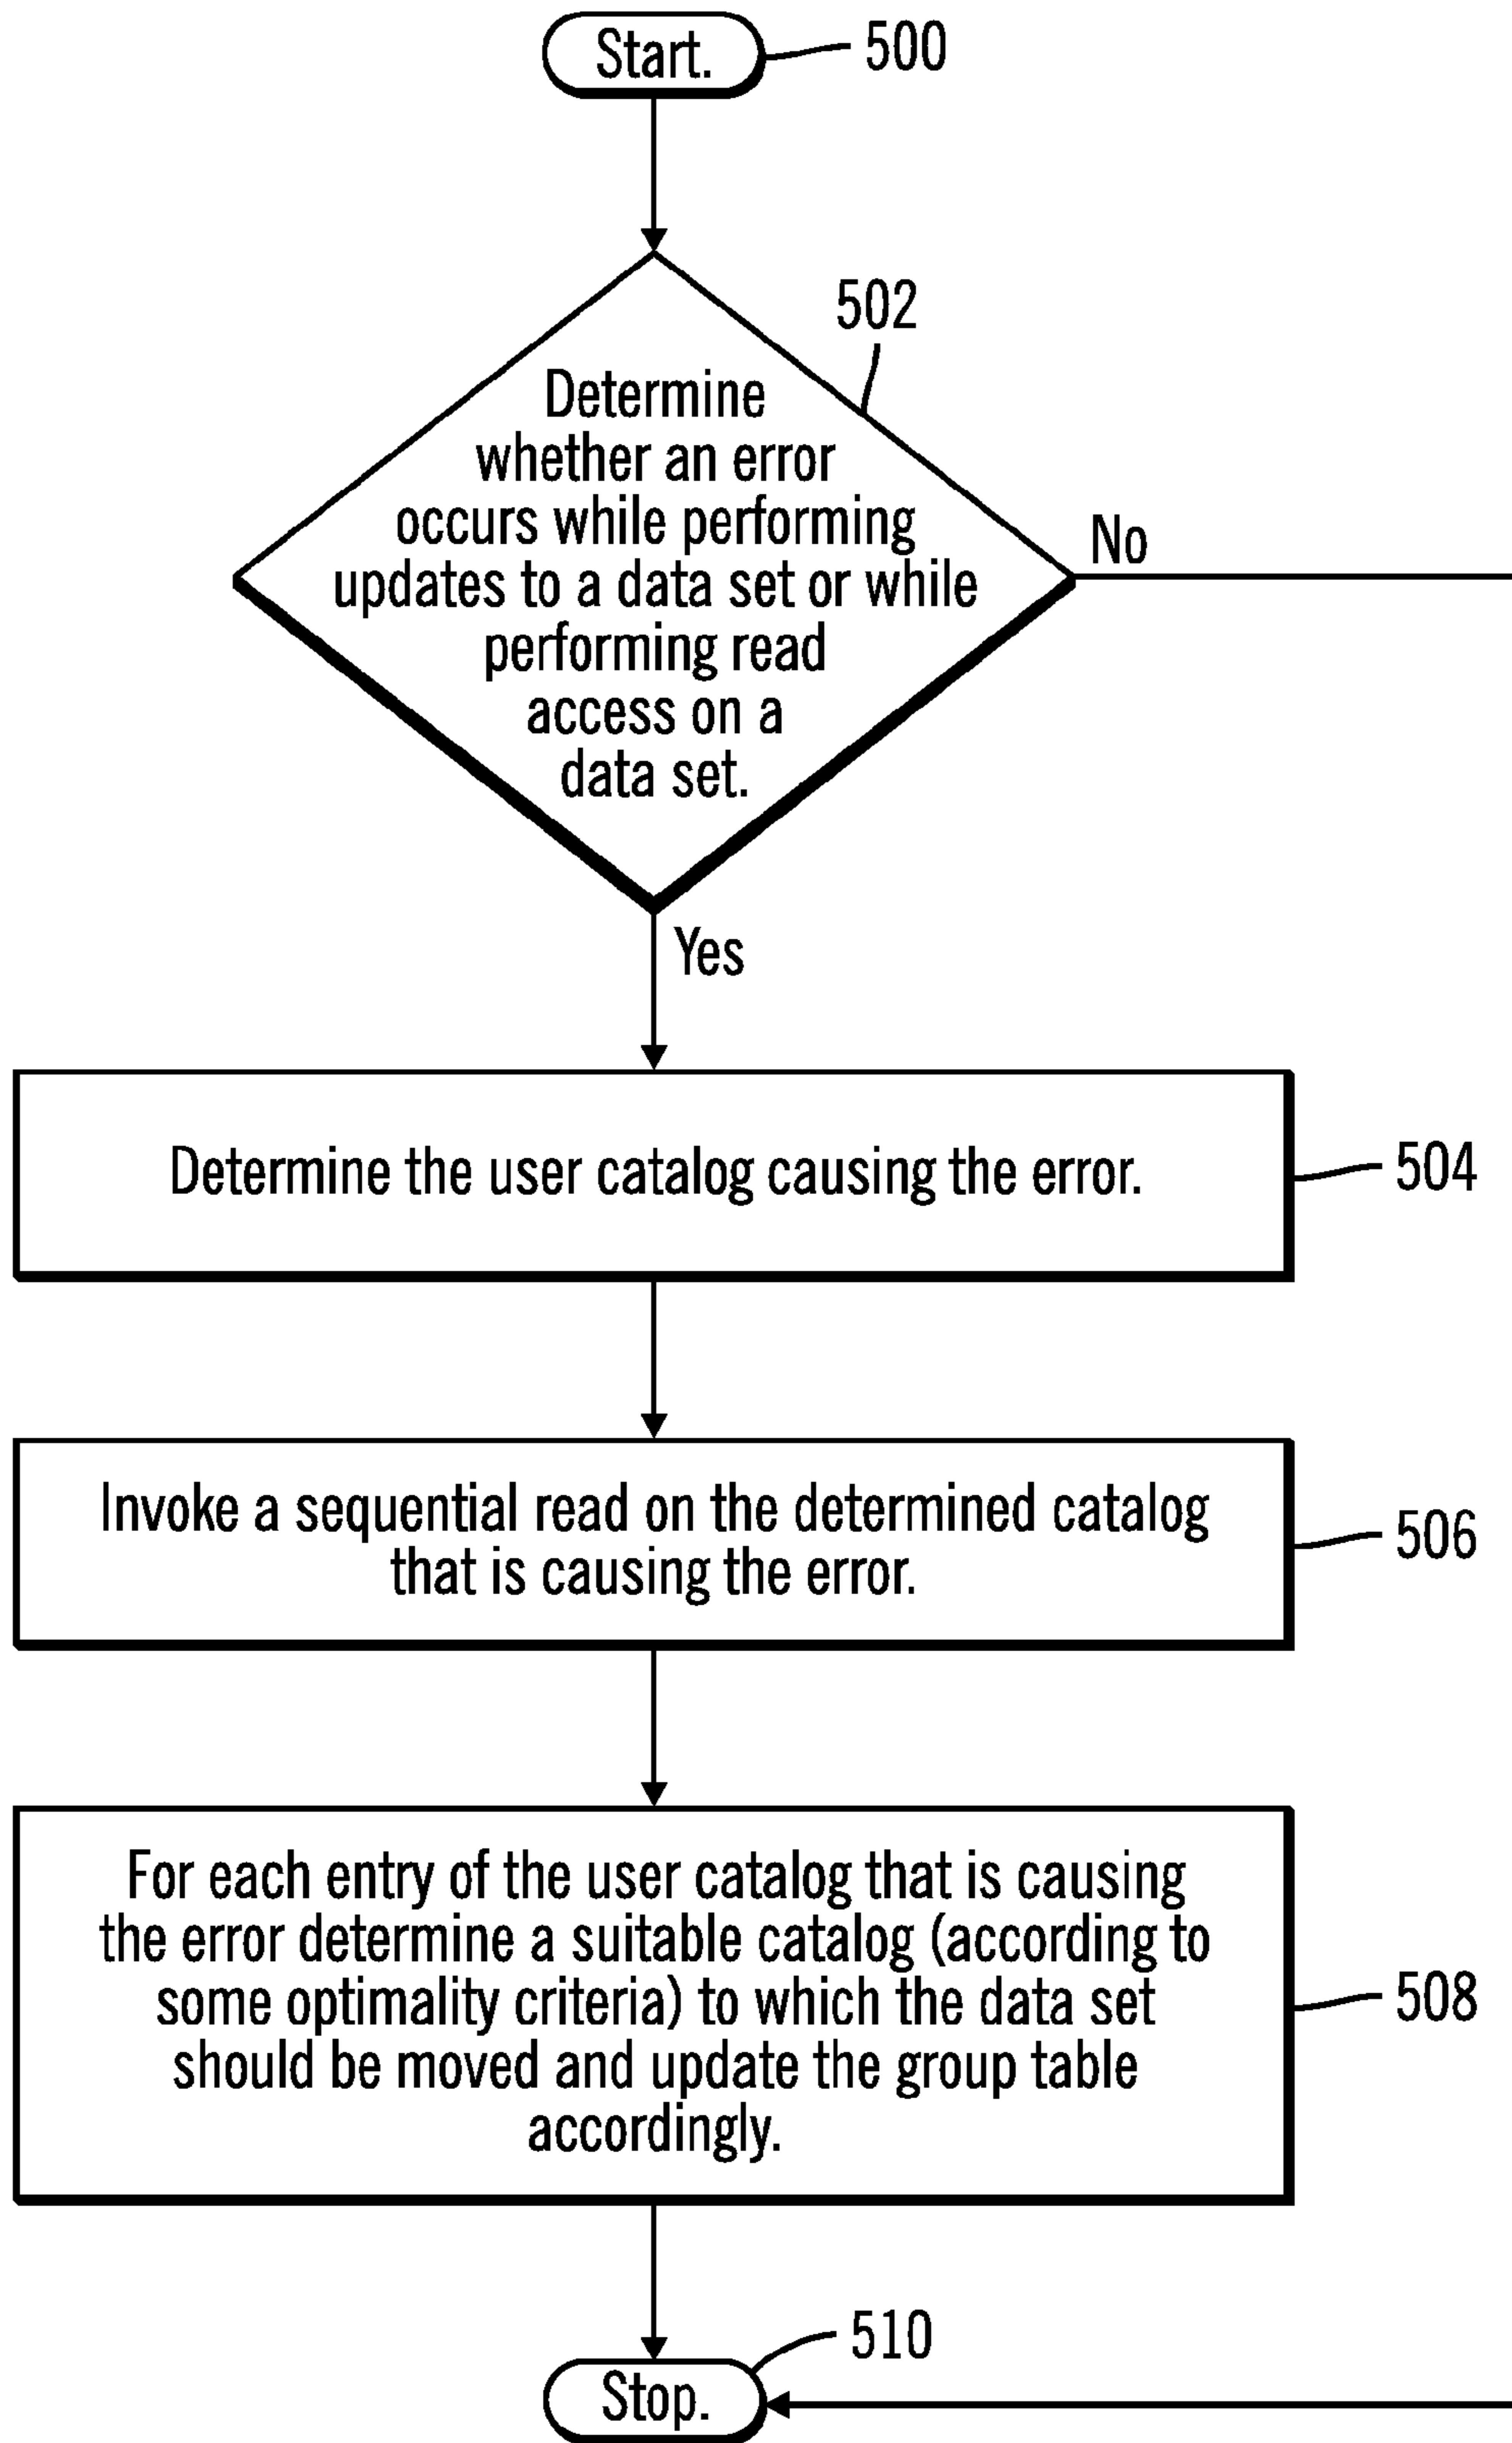 Start.
500
502
Determine
whether an error
occurs while performing
updates to a data set or while
performing read
access on a
data set.
No
Yes
Determine the user catalog causing the error.
504
Invoke a sequential read on the determined catalog
that is causing the error.
506
For each entry of the user catalog that is causing
the error determine a suitable catalog (according to
some optimality criteria) to which the data set
should be moved and update the group table
accordingly.
508
510
Stop.